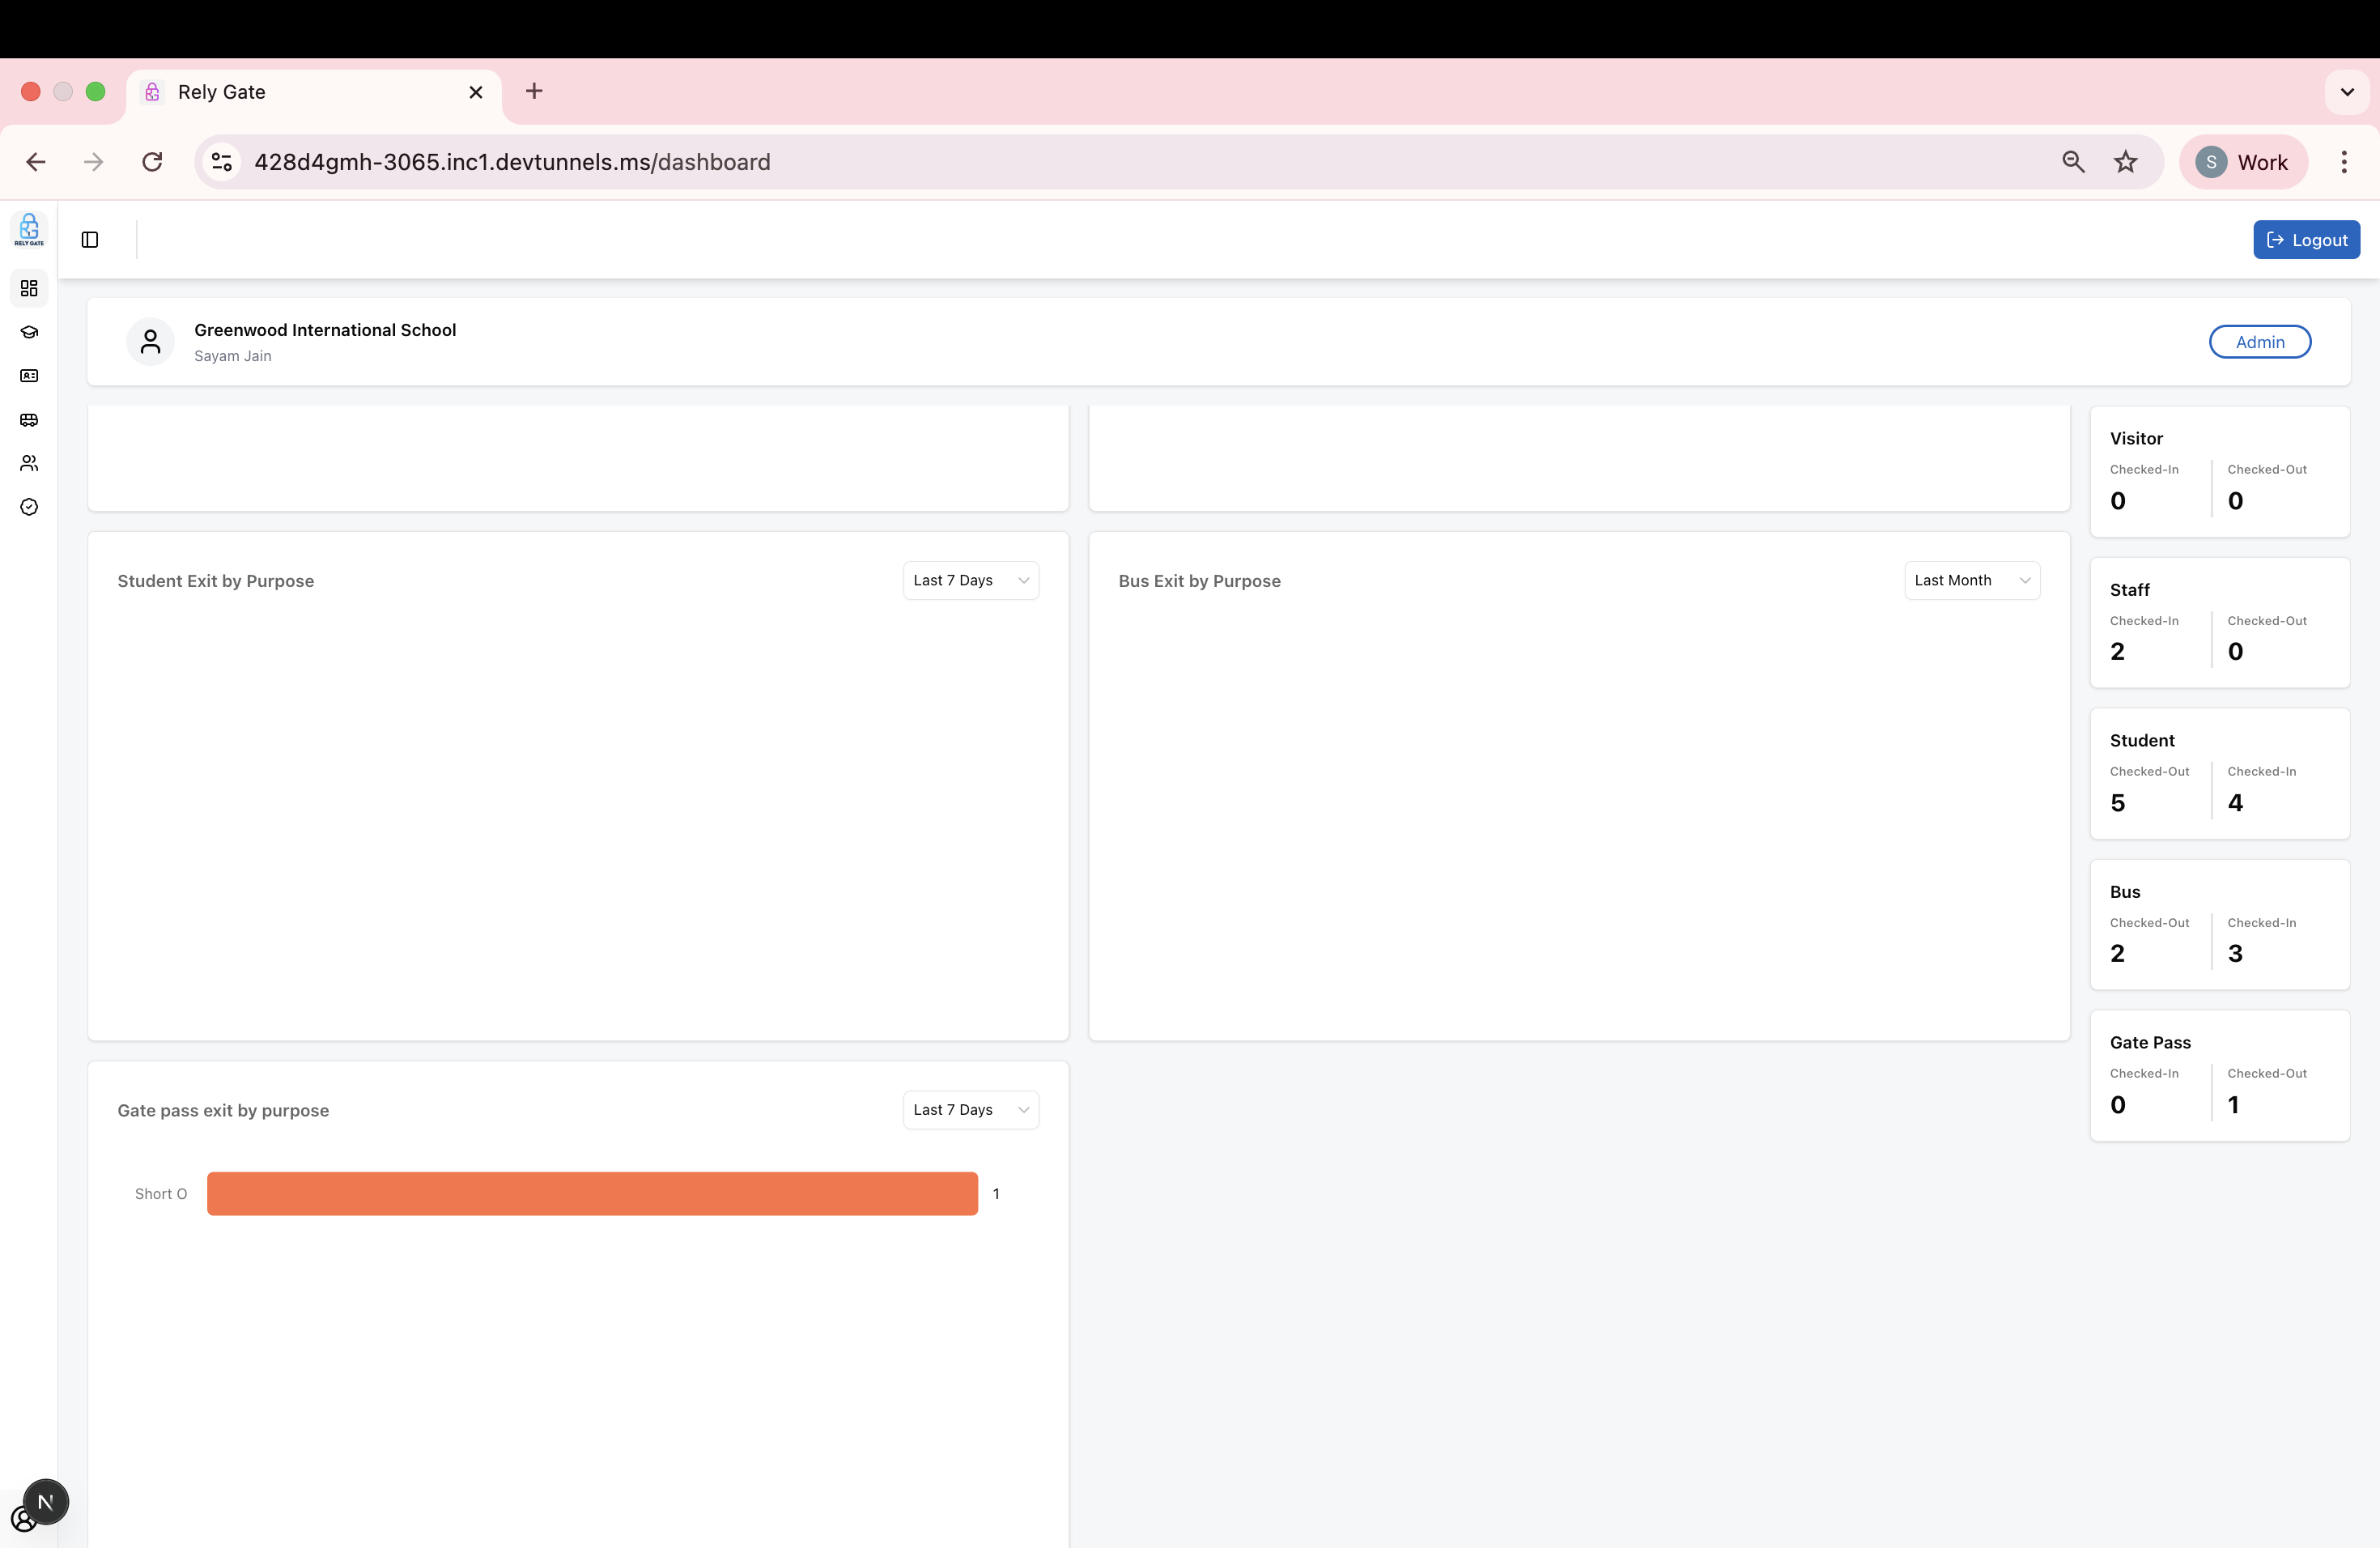 Rely Gate
428d4gmh-3065.inc1.devtunnels.ms/dashboard
S
Work
RELY GATE
Logout
Greenwood International School
Sayam Jain
Admin
Student Exit by Purpose
Last 7 Days
Bus Exit by Purpose
Last Month
Gate pass exit by purpose
Last 7 Days
Short O
1
Visitor
Checked-In
Checked-Out
0
0
Staff
Checked-In
Checked-Out
2
0
Student
Checked-Out
Checked-In
5
4
Bus
Checked-Out
Checked-In
2
3
Gate Pass
Checked-In
Checked-Out
0
1
N